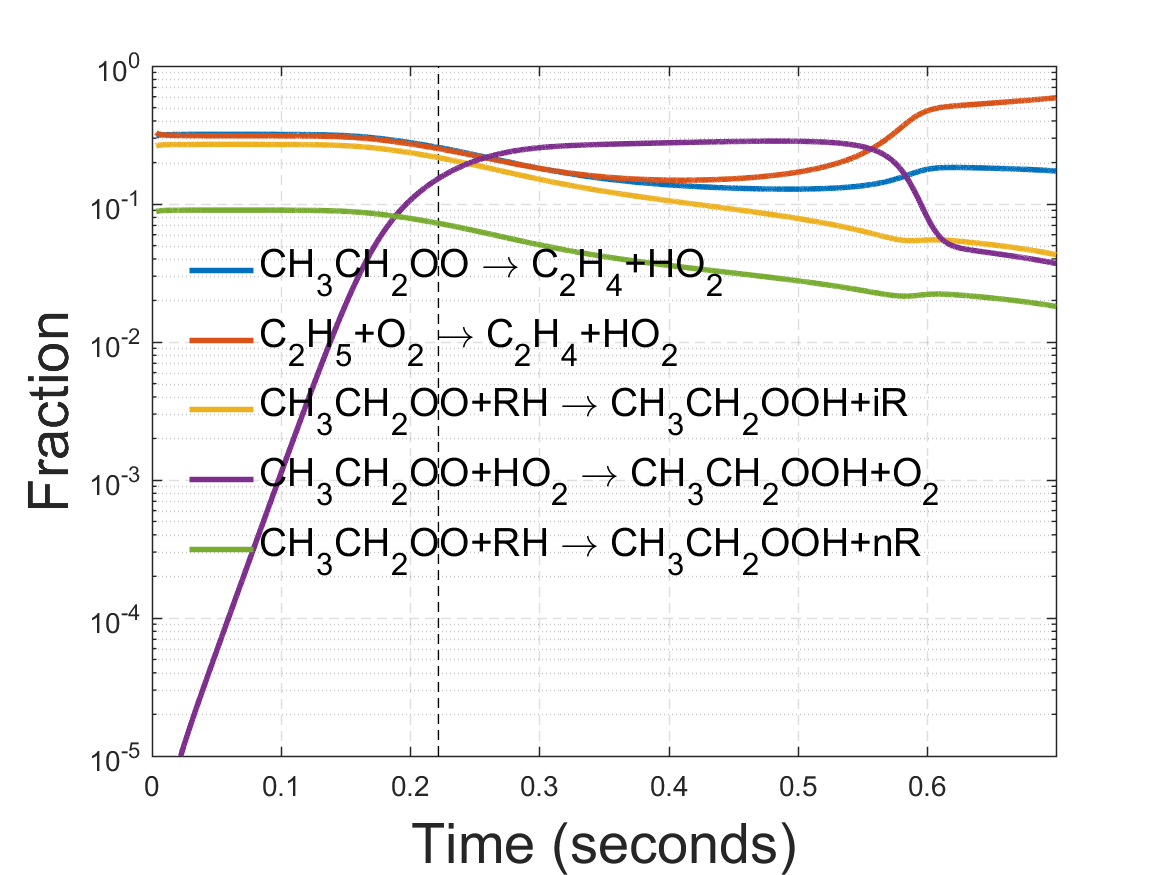 10⁰
10⁻¹
10⁻²
10⁻³
10⁻⁴
10⁻⁵
Fraction
CH₃CH₂OO → C₂H₄+HO₂
C₂H₅+O₂ → C₂H₄+HO₂
CH₃CH₂OO+RH → CH₃CH₂OOH+iR
CH₃CH₂OO+HO₂ → CH₃CH₂OOH+O₂
CH₃CH₂OO+RH → CH₃CH₂OOH+nR
0 0.1 0.2 0.3 0.4 0.5 0.6
Time (seconds)